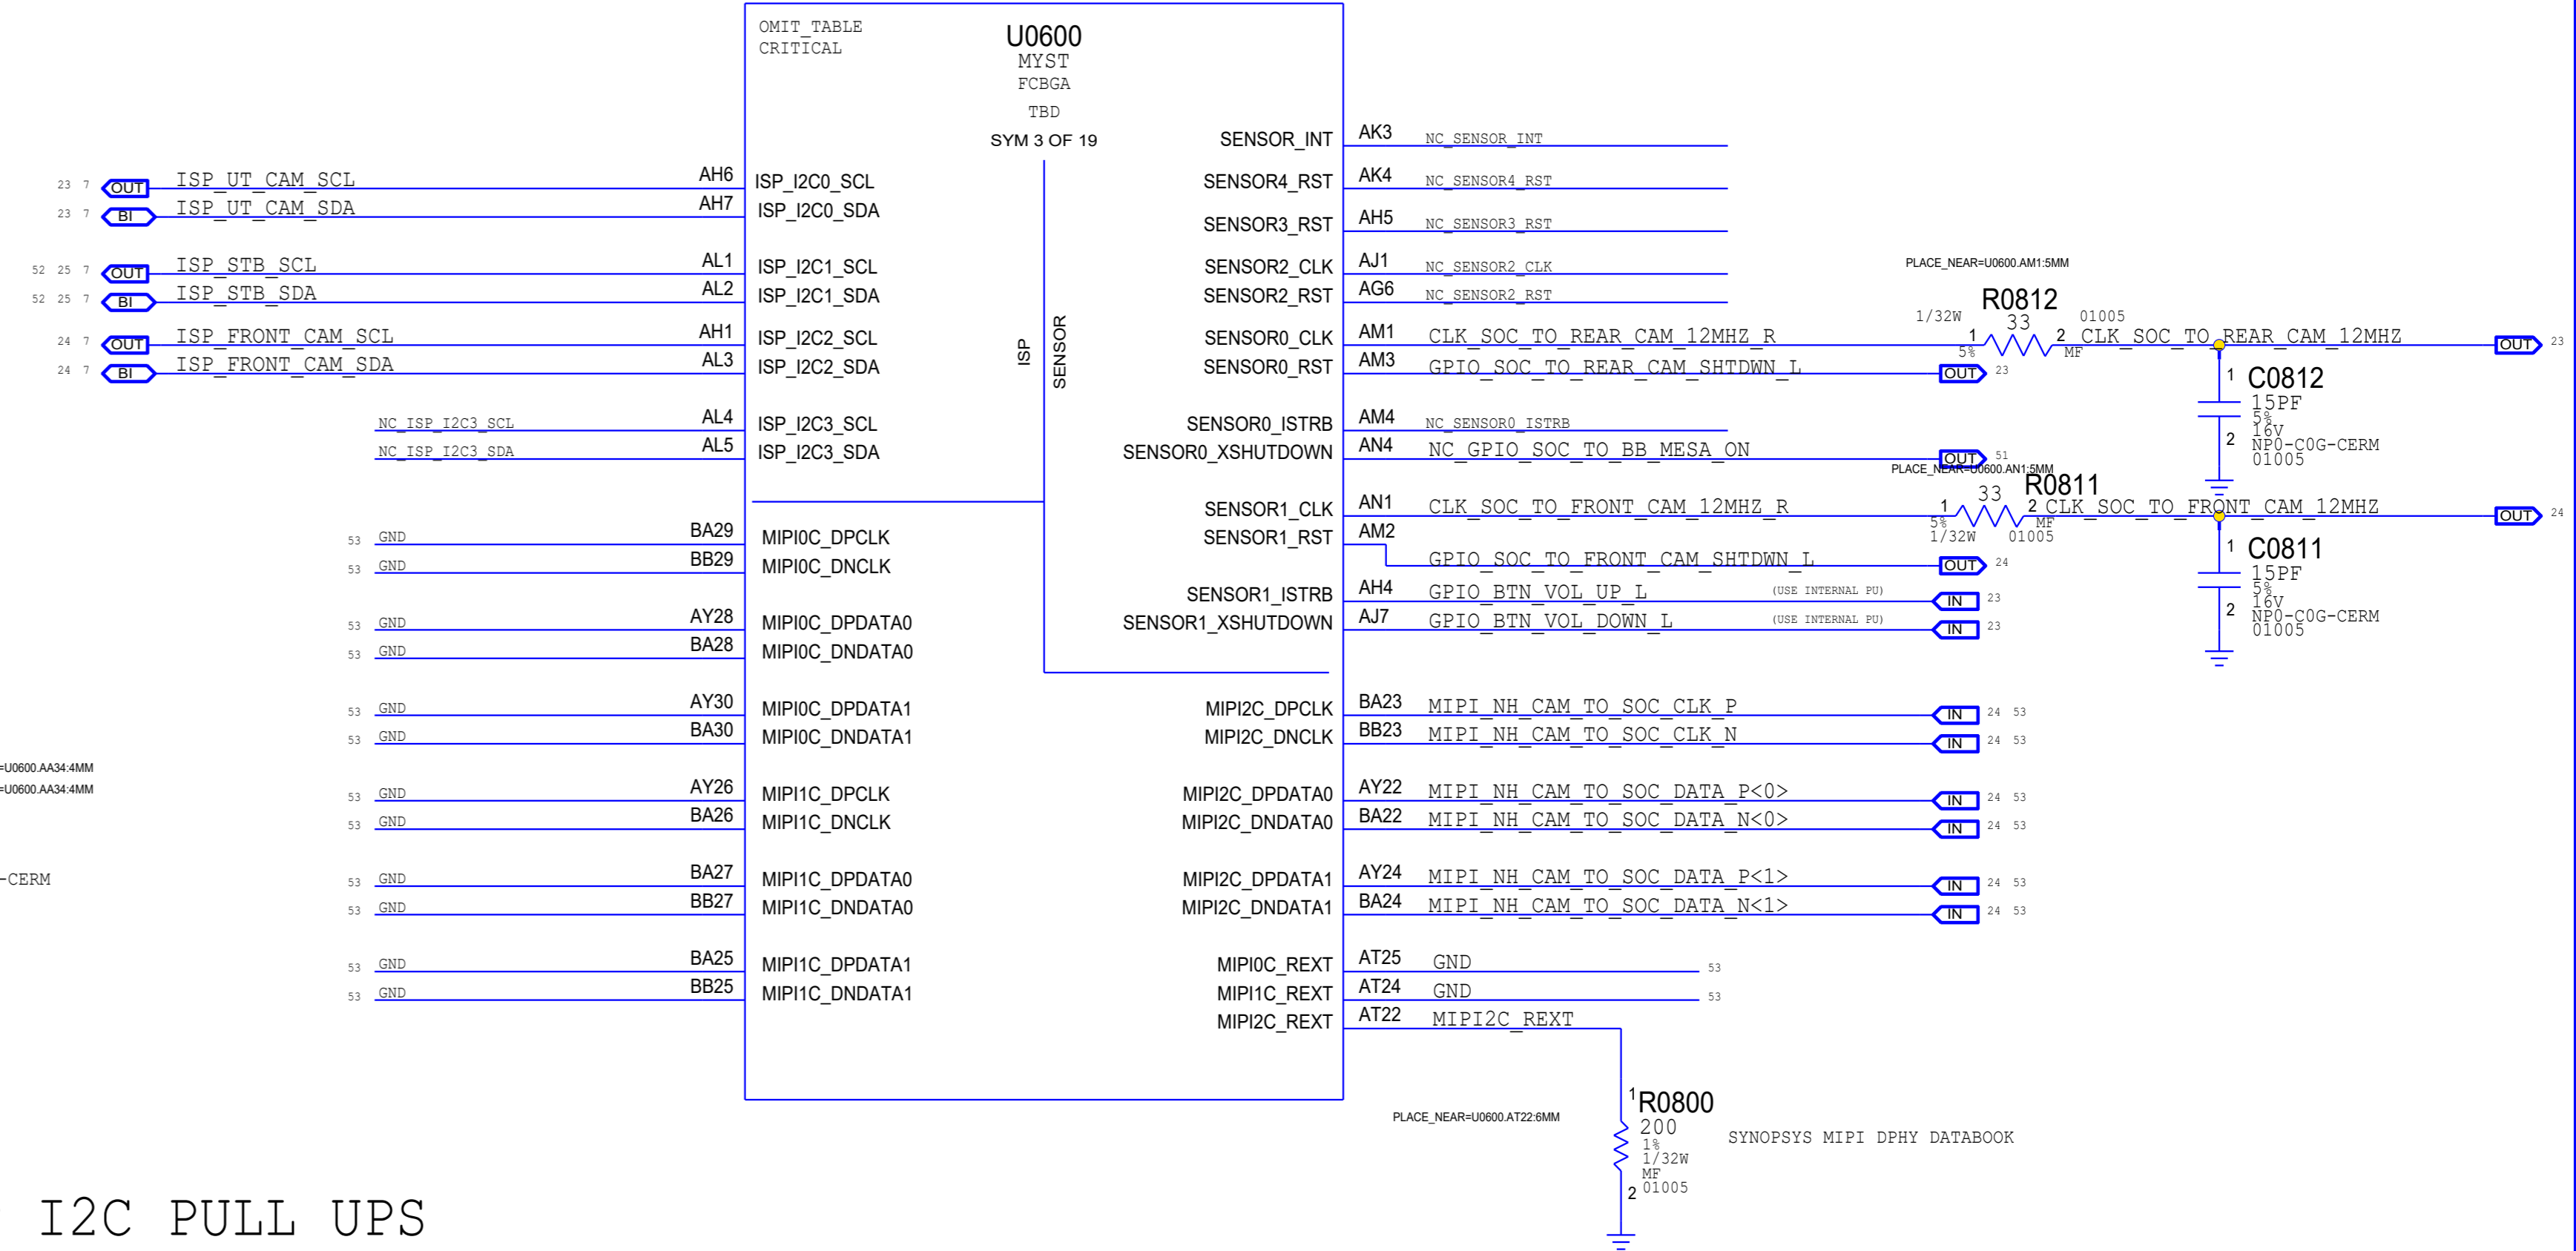 OMIT_TABLE
CRITICAL
U0600
MYST
FCBGA
TBD
SYM 3 OF 19
ISP
SENSOR
23 7 OUT ISP_UT_CAM_SCL AH6 ISP_I2C0_SCL
23 7 BI ISP_UT_CAM_SDA AH7 ISP_I2C0_SDA
52 25 7 OUT ISP_STB_SCL AL1 ISP_I2C1_SCL
52 25 7 BI ISP_STB_SDA AL2 ISP_I2C1_SDA
24 7 OUT ISP_FRONT_CAM_SCL AH1 ISP_I2C2_SCL
24 7 BI ISP_FRONT_CAM_SDA AL3 ISP_I2C2_SDA
NC_ISP_I2C3_SCL AL4 ISP_I2C3_SCL
NC_ISP_I2C3_SDA AL5 ISP_I2C3_SDA
53 GND BA29 MIPI0C_DPCLK
53 GND BB29 MIPI0C_DNCLK
53 GND AY28 MIPI0C_DPDATA0
53 GND BA28 MIPI0C_DNDATA0
53 GND AY30 MIPI0C_DPDATA1
53 GND BA30 MIPI0C_DNDATA1
53 GND AY26 MIPI1C_DPCLK
53 GND BA26 MIPI1C_DNCLK
53 GND BA27 MIPI1C_DPDATA0
53 GND BB27 MIPI1C_DNDATA0
53 GND BA25 MIPI1C_DPDATA1
53 GND BB25 MIPI1C_DNDATA1
=U0600.AA34:4MM
=U0600.AA34:4MM
-CERM
SENSOR_INT AK3 NC_SENSOR_INT
SENSOR4_RST AK4 NC_SENSOR4_RST
SENSOR3_RST AH5 NC_SENSOR3_RST
SENSOR2_CLK AJ1 NC_SENSOR2_CLK
SENSOR2_RST AG6 NC_SENSOR2_RST
SENSOR0_CLK AM1 CLK_SOC_TO_REAR_CAM_12MHZ_R
SENSOR0_RST AM3 GPIO_SOC_TO_REAR_CAM_SHTDWN_L OUT 23
SENSOR0_ISTRB AM4 NC_SENSOR0_ISTRB
SENSOR0_XSHUTDOWN AN4 NC_GPIO_SOC_TO_BB_MESA_ON OUT 51
SENSOR1_CLK AN1 CLK_SOC_TO_FRONT_CAM_12MHZ_R
SENSOR1_RST AM2
GPIO_SOC_TO_FRONT_CAM_SHTDWN_L OUT 24
SENSOR1_ISTRB AH4 GPIO_BTN_VOL_UP_L (USE INTERNAL PU) IN 23
SENSOR1_XSHUTDOWN AJ7 GPIO_BTN_VOL_DOWN_L (USE INTERNAL PU) IN 23
MIPI2C_DPCLK BA23 MIPI_NH_CAM_TO_SOC_CLK_P IN 24 53
MIPI2C_DNCLK BB23 MIPI_NH_CAM_TO_SOC_CLK_N IN 24 53
MIPI2C_DPDATA0 AY22 MIPI_NH_CAM_TO_SOC_DATA_P<0> IN 24 53
MIPI2C_DNDATA0 BA22 MIPI_NH_CAM_TO_SOC_DATA_N<0> IN 24 53
MIPI2C_DPDATA1 AY24 MIPI_NH_CAM_TO_SOC_DATA_P<1> IN 24 53
MIPI2C_DNDATA1 BA24 MIPI_NH_CAM_TO_SOC_DATA_N<1> IN 24 53
MIPI0C_REXT AT25 GND 53
MIPI1C_REXT AT24 GND 53
MIPI2C_REXT AT22 MIPI2C_REXT
PLACE_NEAR=U0600.AM1:5MM
R0812
1/32W 33 01005
1 2 CLK_SOC_TO_REAR_CAM_12MHZ OUT 23
5% MF
1 C0812
15PF
5%
16V
2 NP0-C0G-CERM
01005
PLACE_NEAR=U0600.AN1:5MM
R0811
33
1 2 CLK_SOC_TO_FRONT_CAM_12MHZ OUT 24
5% MF
1/32W 01005
1 C0811
15PF
5%
16V
2 NP0-C0G-CERM
01005
PLACE_NEAR=U0600.AT22:6MM
1 R0800
200
1%
1/32W
MF
2 01005
SYNOPSYS MIPI DPHY DATABOOK
I2C PULL UPS